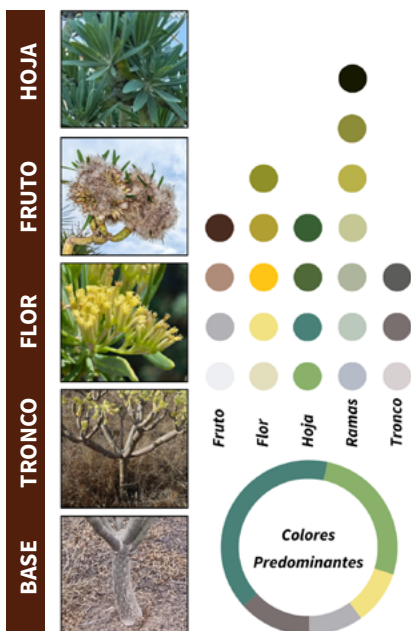 HOJA
FRUTO
FLOR
TRONCO
BASE
Fruto
Flor
Hoja
Ramas
Tronco
Colores
Predominantes